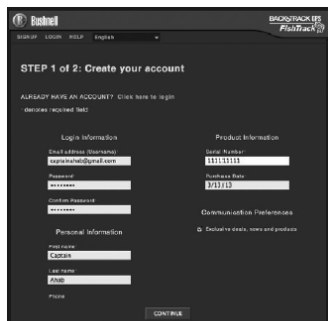 Bushnell
BACKTRACK GPS
FishTrack
SIGNUP LOGIN HELP English
STEP 1 of 2: Create your account
ALREADY HAVE AN ACCOUNT? Click here to login
*denotes required field
Login Information
Email address (Username)
captainahab@gmail.com
Password
********
Confirm Password
********
Personal Information
First name
Captain
Last name
Ahab
Phone
Product Information
Serial Number
111111111
Purchase Date
3/13/13
Communication Preferences
Exclusive deals, news and products
CONTINUE